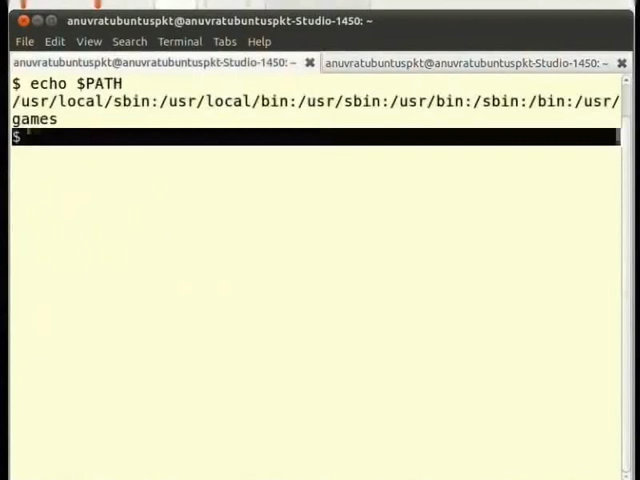 anuvratubuntuspkt@anuvratubuntuspkt-Studio-1450: ~
File Edit View Search Terminal Tabs Help
anuvratubuntuspkt@anuvratubuntuspkt-Studio-1450: ~ anuvratubuntuspkt@anuvratubuntuspkt-Studio-1450: ~
$ echo $PATH
/usr/local/sbin:/usr/local/bin:/usr/sbin:/usr/bin:/sbin:/bin:/usr/
games
$